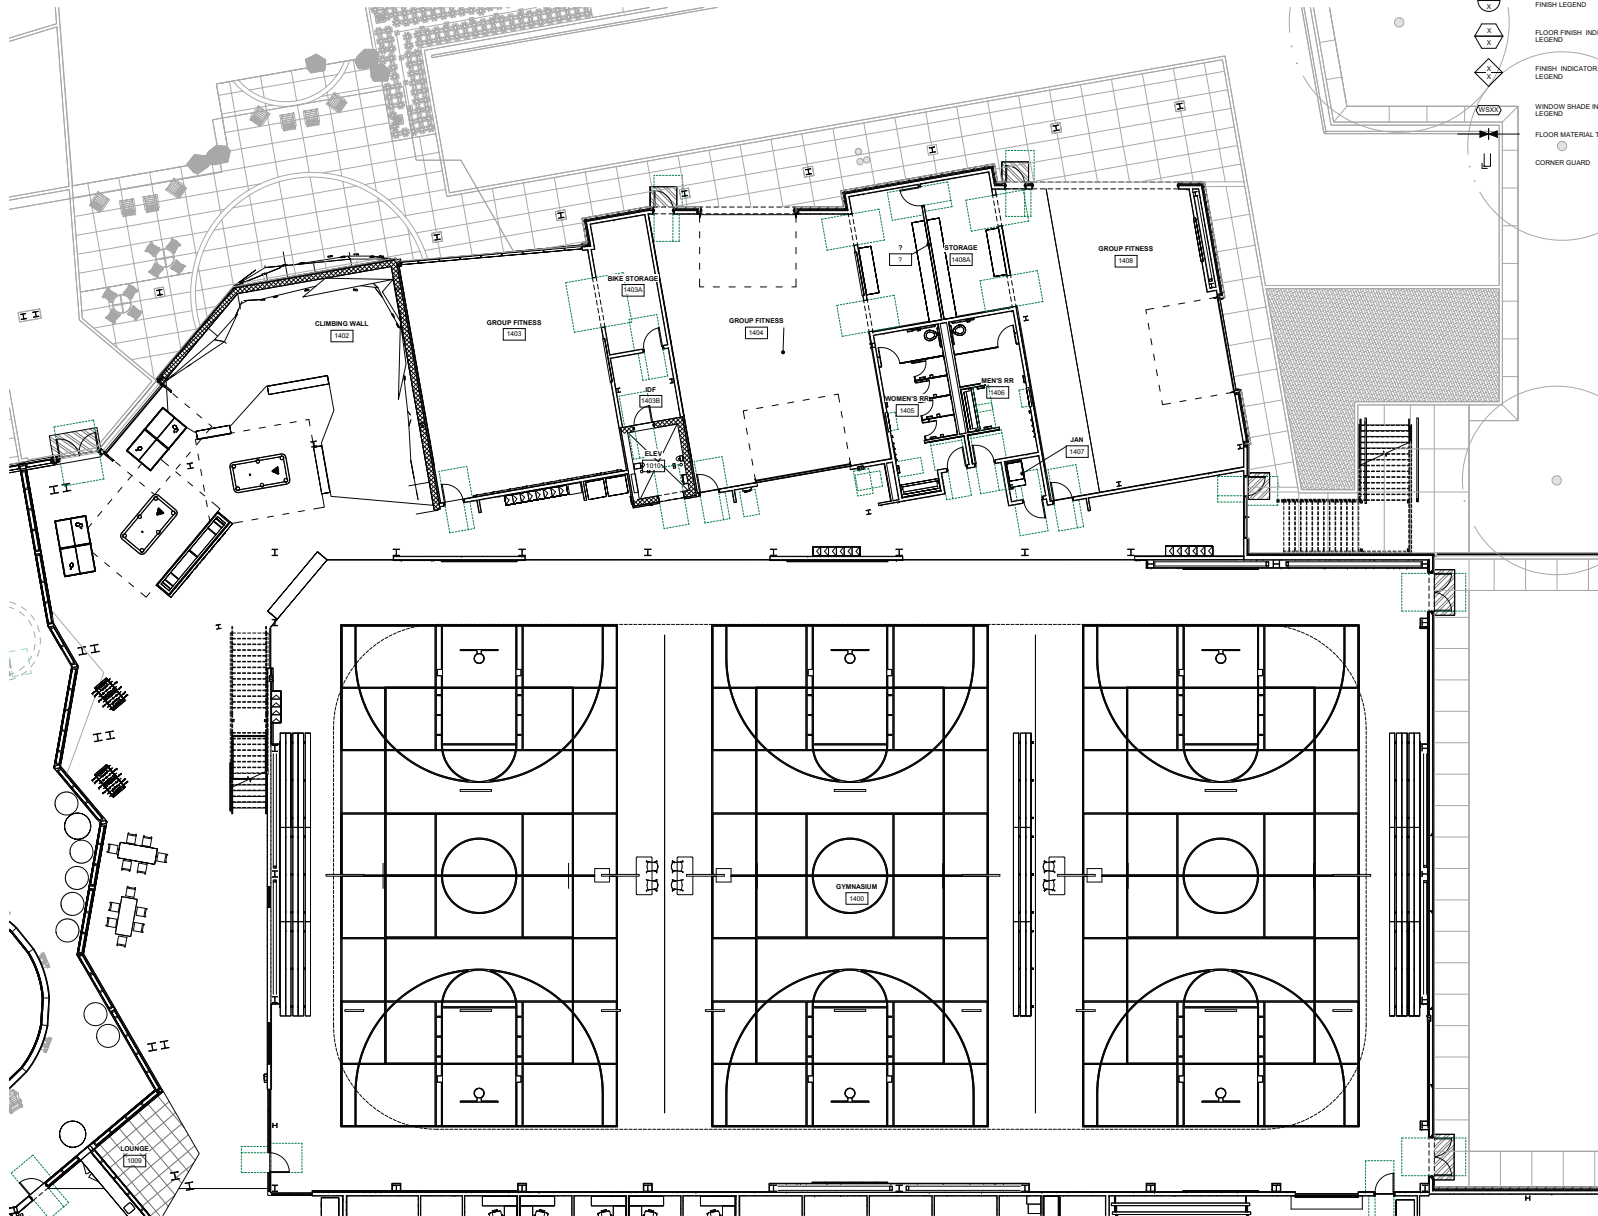 FINISH LEGEND
X
X
X
FLOOR FINISH IND
LEGEND
X
X
FINISH INDICATOR
LEGEND
WSXX
WINDOW SHADE IN
LEGEND
FLOOR MATERIAL T
CORNER GUARD
CLIMBING WALL
1402
GROUP FITNESS
1403
BIKE STORAGE
1403A
GROUP FITNESS
1404
?
?
STORAGE
1408A
GROUP FITNESS
1408
IDF
1403B
ELEV
1010
WOMEN'S RR
1405
MEN'S RR
1406
JAN
1407
GYMNASIUM
1400
LOUNGE
1009